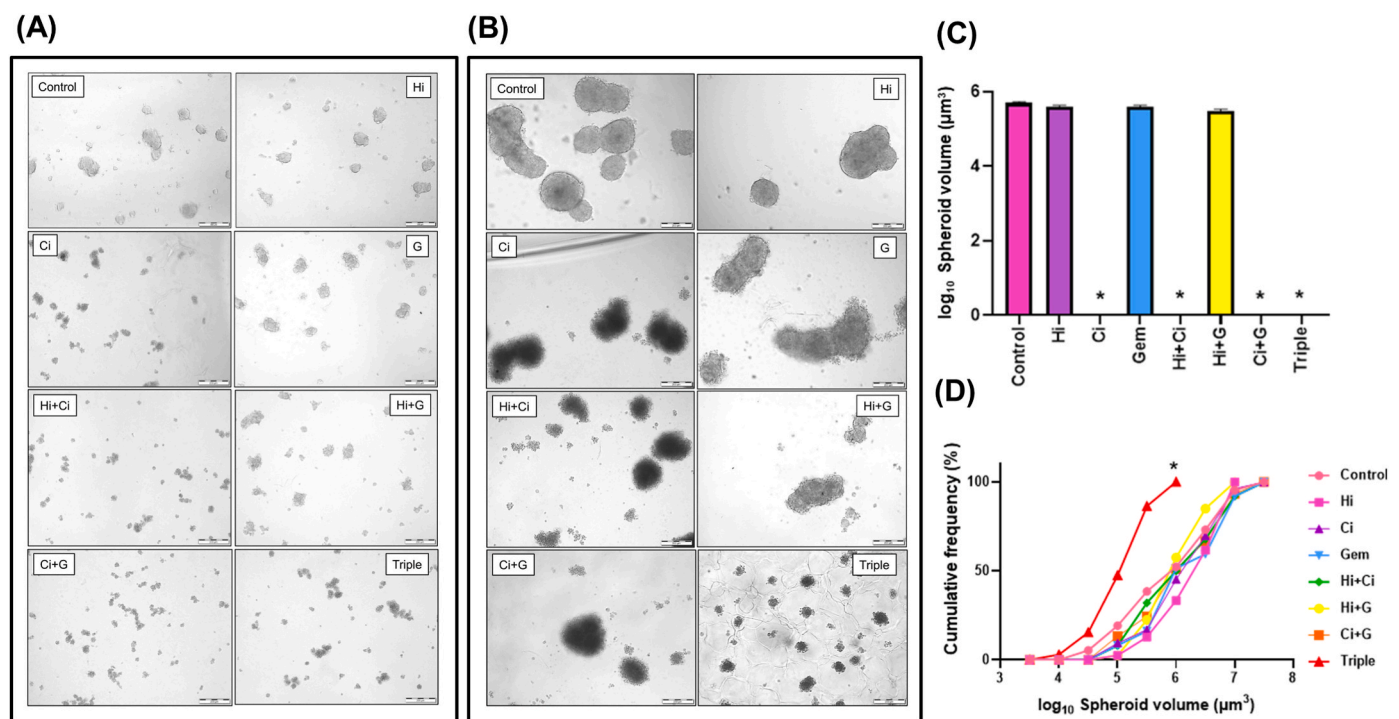 (A)
Control
Hi
Ci
G
Hi+Ci
Hi+G
Ci+G
Triple
(B)
Control
Hi
Ci
G
Hi+Ci
Hi+G
Ci+G
Triple
(C)
log₁₀ Spheroid volume (µm³)
6
4
2
0
* * * *
Control
Hi
Ci
Gem
Hi+Ci
Hi+G
Ci+G
Triple
(D)
Cumulative frequency (%)
100
50
0
*
3 4 5 6 7 8
log₁₀ Spheroid volume (µm³)
Control
Hi
Ci
Gem
Hi+Ci
Hi+G
Ci+G
Triple